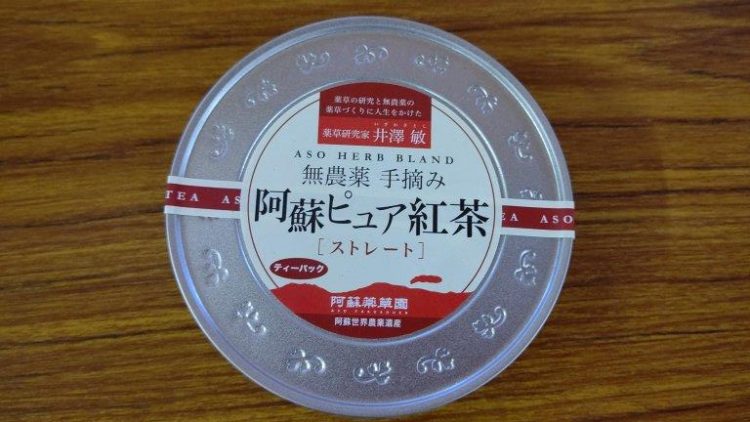 薬草の研究と無農薬の
薬草づくりに人生をかけた
薬草研究家 井澤 敏
ASO HERB BLAND
無農薬 手摘み
TEA ASO
阿蘇ピュア紅茶
EA ASO
[ストレート]
ティーパック
阿蘇薬草園
阿蘇世界農業遺産